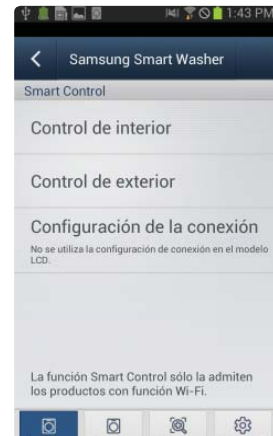 1:43 PM
Samsung Smart Washer
Smart Control
Control de interior
Control de exterior
Configuración de la conexión
No se utiliza la configuración de conexión en el modelo
LCD.
La función Smart Control sólo la admiten
los productos con función Wi-Fi.